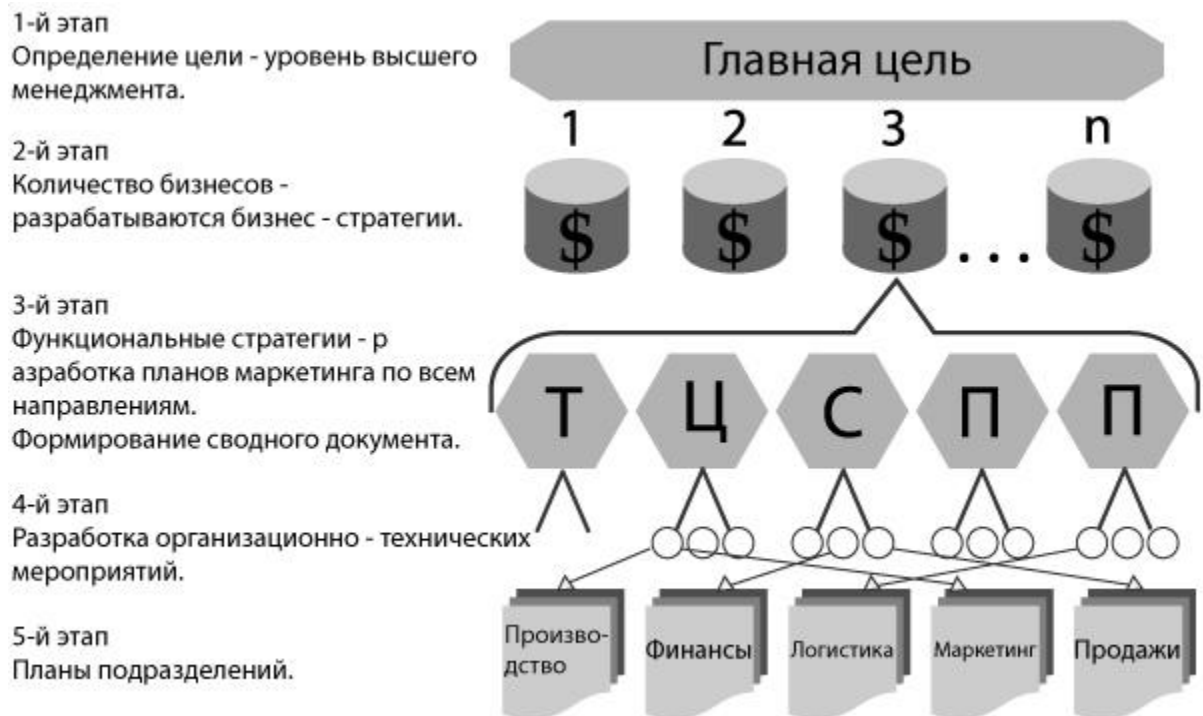 1-й этап
Определение цели - уровень высшего
менеджмента.
Главная цель
1 2 3 n
2-й этап
Количество бизнесов -
разрабатываются бизнес - стратегии.
$ $ $ ... $
3-й этап
Функциональные стратегии - р
азработка планов маркетинга по всем
направлениям.
Формирование сводного документа.
Т Ц С П П
4-й этап
Разработка организационно - технических
мероприятий.
5-й этап
Планы подразделений.
Произво-
дство
Финансы
Логистика
Маркетинг
Продажи